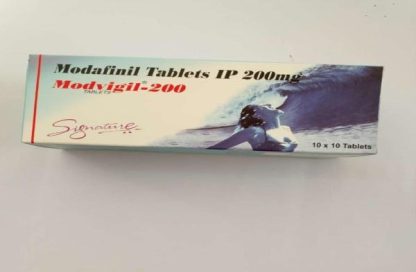 Modafinil Tablets IP 200mg
Modvigil®-200
TABLETS
Signature
10 x 10 Tablets